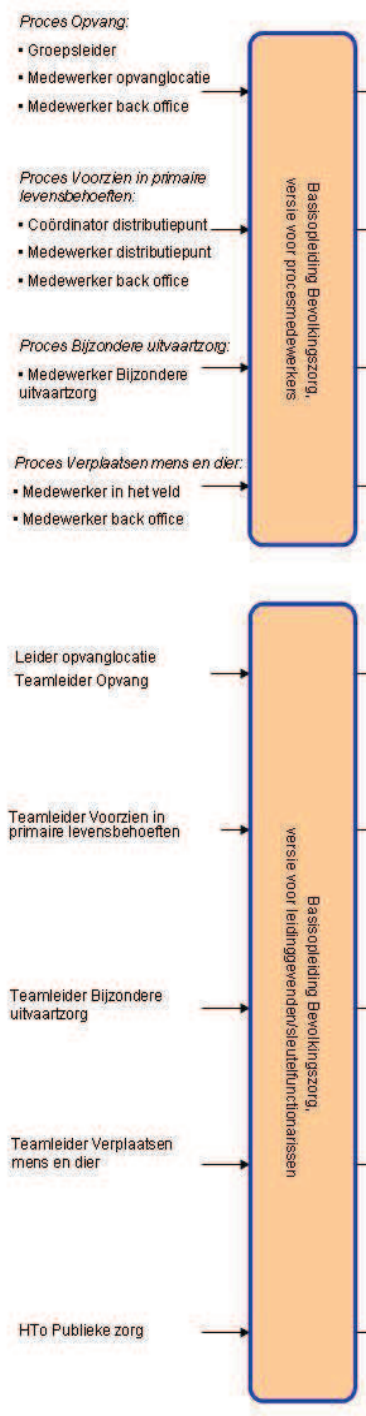 Proces Opvang:
▪ Groepsleider
▪ Medewerker opvanglocatie
▪ Medewerker back office
Proces Voorzien in primaire
levensbehoeften:
▪ Coördinator distributiepunt
▪ Medewerker distributiepunt
▪ Medewerker back office
Proces Bijzondere uitvaartzorg:
▪ Medewerker Bijzondere
uitvaartzorg
Proces Verplaatsen mens en dier:
▪ Medewerker in het veld
▪ Medewerker back office
Basisopleiding Bevolkingszorg,
versie voor procesmedewerkers
Leider opvanglocatie
Teamleider Opvang
Teamleider Voorzien in
primaire levensbehoeften
Teamleider Bijzondere
uitvaartzorg
Teamleider Verplaatsen
mens en dier
HTo Publieke zorg
Basisopleiding Bevolkingszorg,
versie voor leidinggevenden/sleutelfunctionarissen